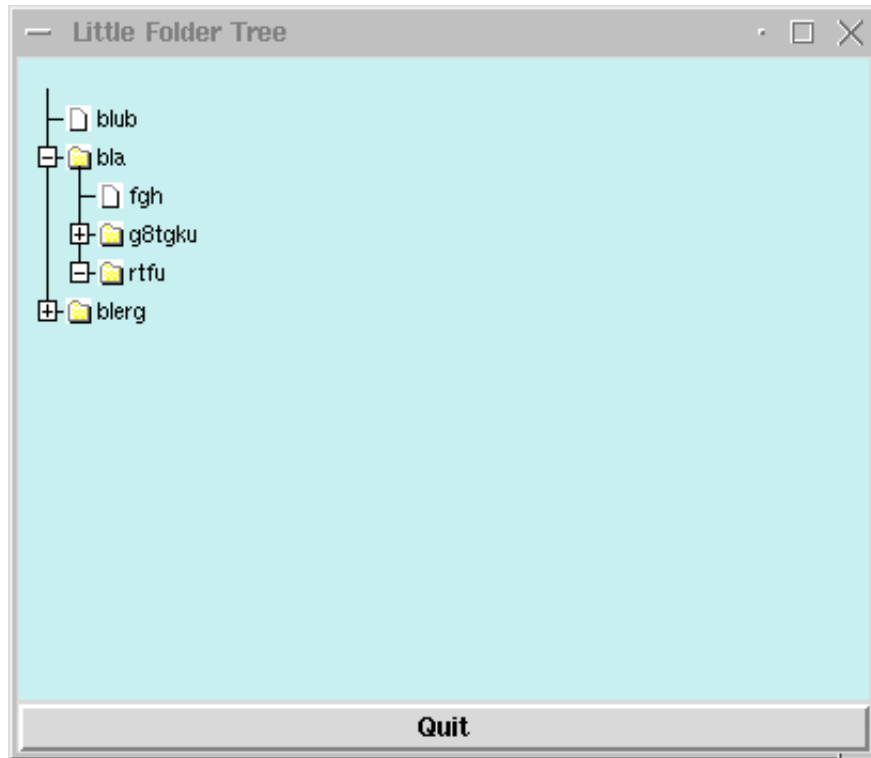 Little Folder Tree
blub
bla
fgh
g8tgku
rtfu
blerg
Quit